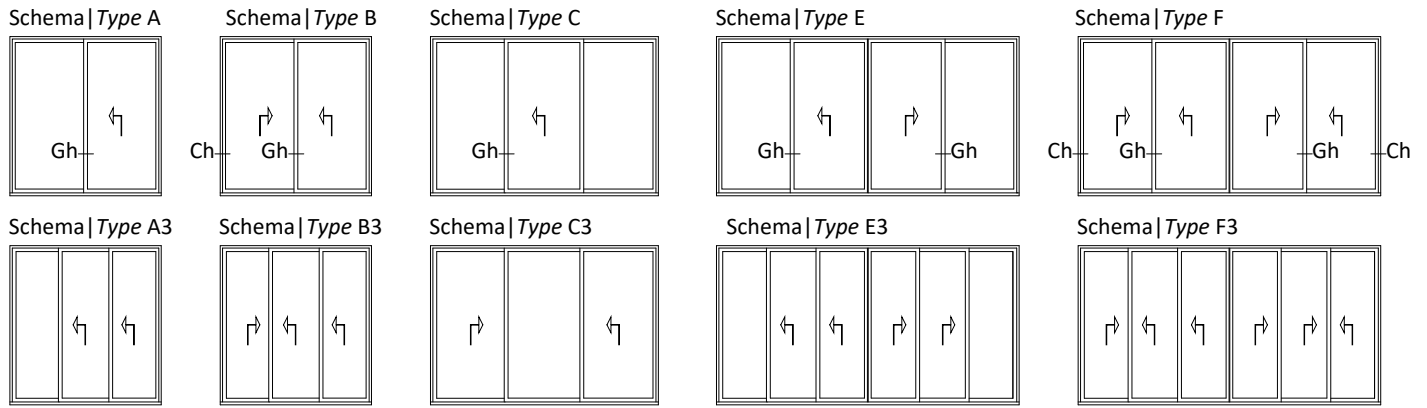 Schema|Type A
Schema|Type B
Schema|Type C
Schema|Type E
Schema|Type F
Gh
Ch
Gh
Gh
Gh
Gh
Ch
Gh
Gh
Ch
Schema|Type A3
Schema|Type B3
Schema|Type C3
Schema|Type E3
Schema|Type F3